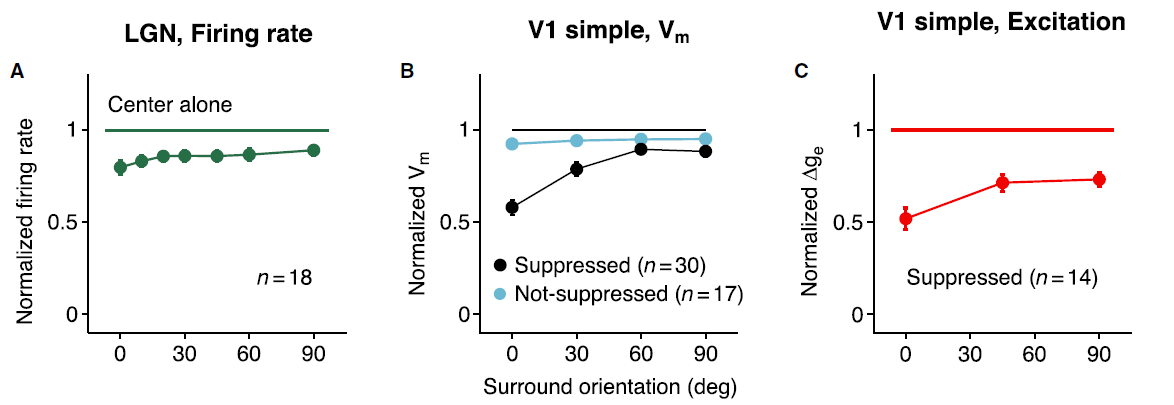 LGN, Firing rate
V1 simple, Vm
V1 simple, Excitation
A
Center alone
1
0.5
0
Normalized firing rate
n = 18
0 30 60 90
B
1
0.5
0
Normalized Vm
Suppressed (n = 30)
Not-suppressed (n = 17)
0 30 60 90
Surround orientation (deg)
C
1
0.5
0
Normalized Δge
Suppressed (n = 14)
0 30 60 90